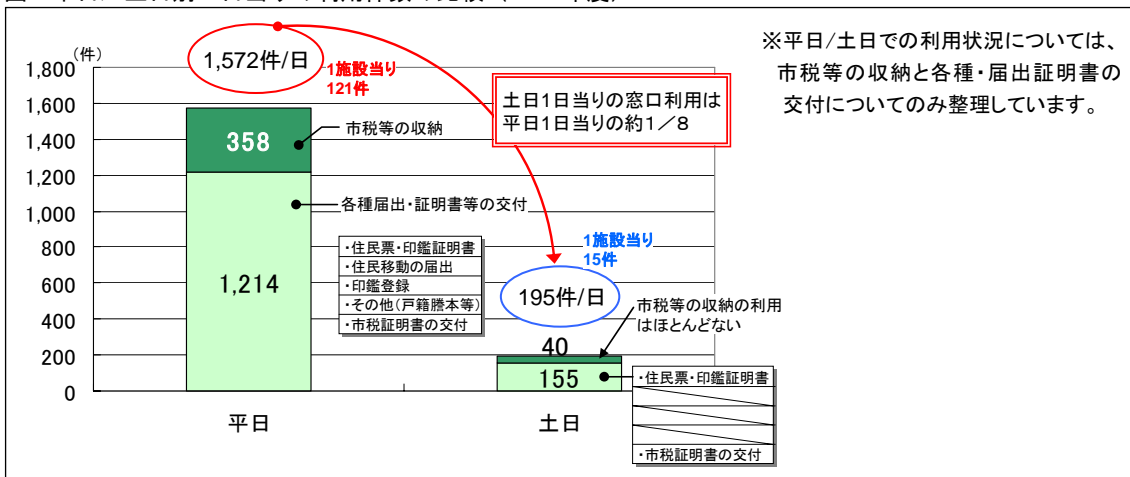 (件)
1,800
1,600
1,400
1,200
1,000
800
600
400
200
0
1,572件/日
1施設当り
121件
市税等の収納
358
各種届出・証明書等の交付
1,214
・住民票・印鑑証明書
・住民移動の届出
・印鑑登録
・その他(戸籍謄本等)
・市税証明書の交付
平日
土日1日当りの窓口利用は
平日1日当りの約1/8
1施設当り
15件
195件/日
市税等の収納の利用
はほとんどない
40
155
・住民票・印鑑証明書
・市税証明書の交付
土日
※平日/土日での利用状況については、
市税等の収納と各種・届出証明書の
交付についてのみ整理しています。